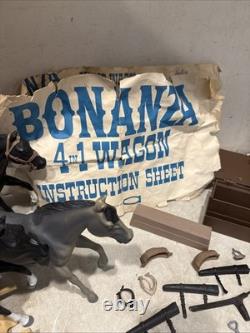 BONANZA
4 IN 1 WAGON
INSTRUCTION SHEET